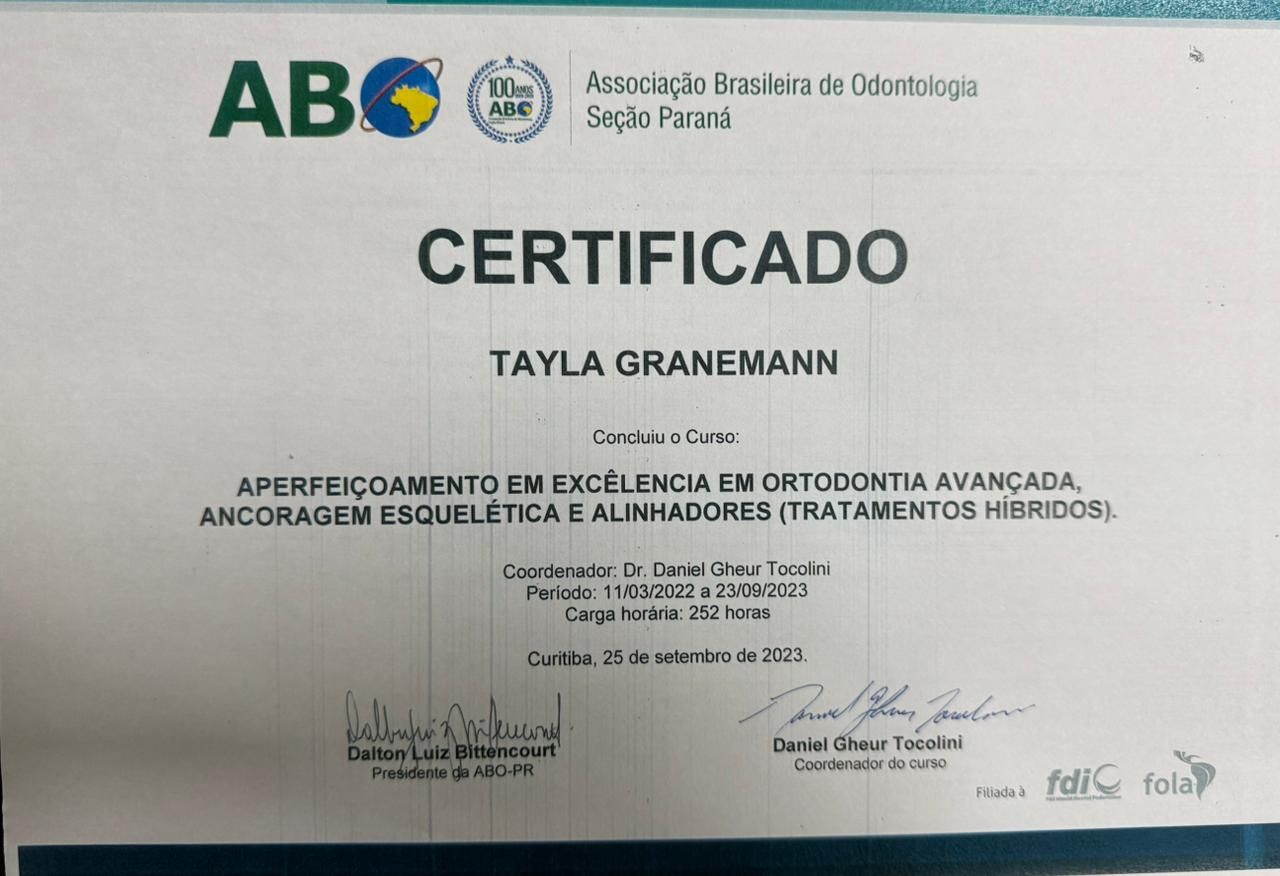 ABO
100 ANOS
ABO
Associação Brasileira de Odontologia
Seção Paraná
CERTIFICADO
TAYLA GRANEMANN
Concluiu o Curso:
APERFEIÇOAMENTO EM EXCÊLENCIA EM ORTODONTIA AVANÇADA,
ANCORAGEM ESQUELÉTICA E ALINHADORES (TRATAMENTOS HÍBRIDOS).
Coordenador: Dr. Daniel Gheur Tocolini
Período: 11/03/2022 a 23/09/2023
Carga horária: 252 horas
Curitiba, 25 de setembro de 2023.
Dalton Luiz Bittencourt
Presidente da ABO-PR
Daniel Gheur Tocolini
Coordenador do curso
Filiada à
fdi
fola